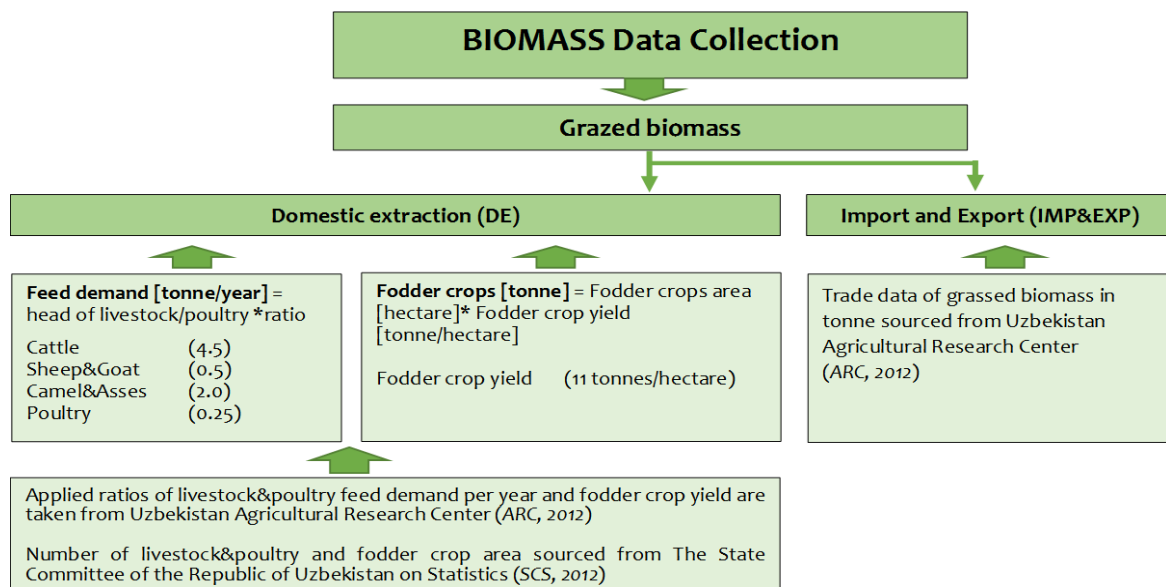 BIOMASS Data Collection
Grazed biomass
Domestic extraction (DE)
Import and Export (IMP&EXP)
Feed demand [tonne/year] =
head of livestock/poultry *ratio
Cattle (4.5)
Sheep&Goat (0.5)
Camel&Asses (2.0)
Poultry (0.25)
Fodder crops [tonne] = Fodder crops area
[hectare]* Fodder crop yield
[tonne/hectare]
Fodder crop yield (11 tonnes/hectare)
Trade data of grassed biomass in
tonne sourced from Uzbekistan
Agricultural Research Center
(ARC, 2012)
Applied ratios of livestock&poultry feed demand per year and fodder crop yield are
taken from Uzbekistan Agricultural Research Center (ARC, 2012)
Number of livestock&poultry and fodder crop area sourced from The State
Committee of the Republic of Uzbekistan on Statistics (SCS, 2012)